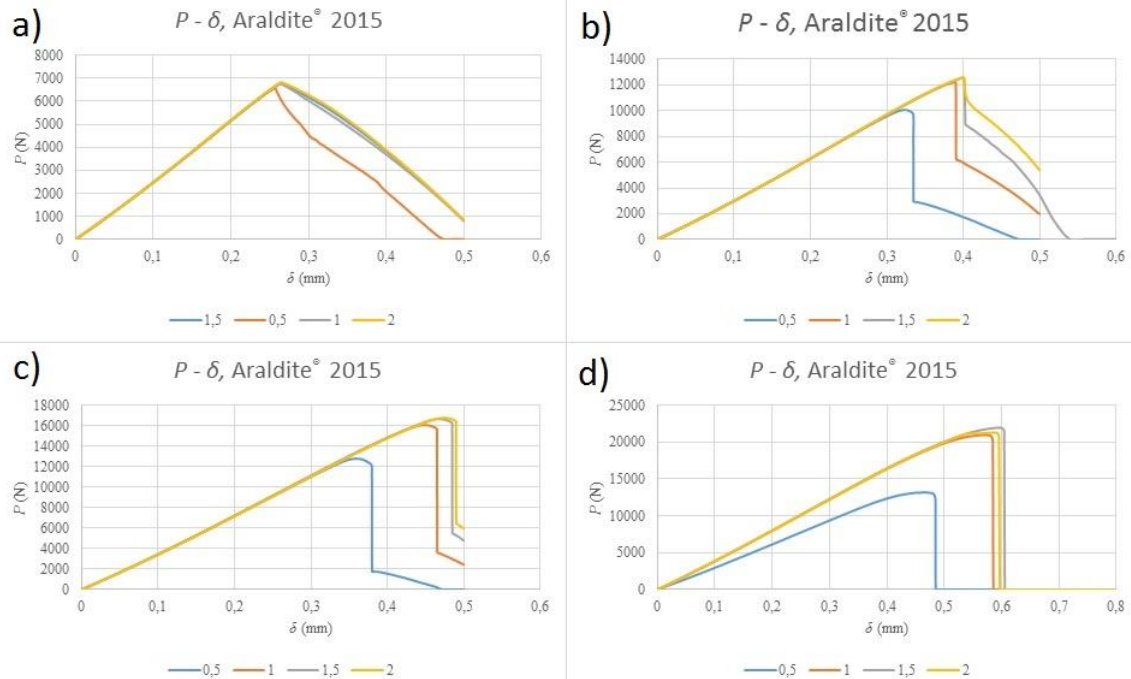 a)
P - δ, Araldite® 2015
8000
7000
6000
5000
4000
3000
2000
1000
0
P (N)
0 0,1 0,2 0,3 0,4 0,5 0,6
δ (mm)
1,5 0,5 1 2
b)
P - δ, Araldite® 2015
14000
12000
10000
8000
6000
4000
2000
0
P (N)
0 0,1 0,2 0,3 0,4 0,5 0,6
δ (mm)
0,5 1 1,5 2
c)
P - δ, Araldite® 2015
18000
16000
14000
12000
10000
8000
6000
4000
2000
0
P (N)
0 0,1 0,2 0,3 0,4 0,5 0,6
δ (mm)
0,5 1 1,5 2
d)
P - δ, Araldite® 2015
25000
20000
15000
10000
5000
0
P (N)
0 0,1 0,2 0,3 0,4 0,5 0,6 0,7 0,8
δ (mm)
0,5 1 1,5 2